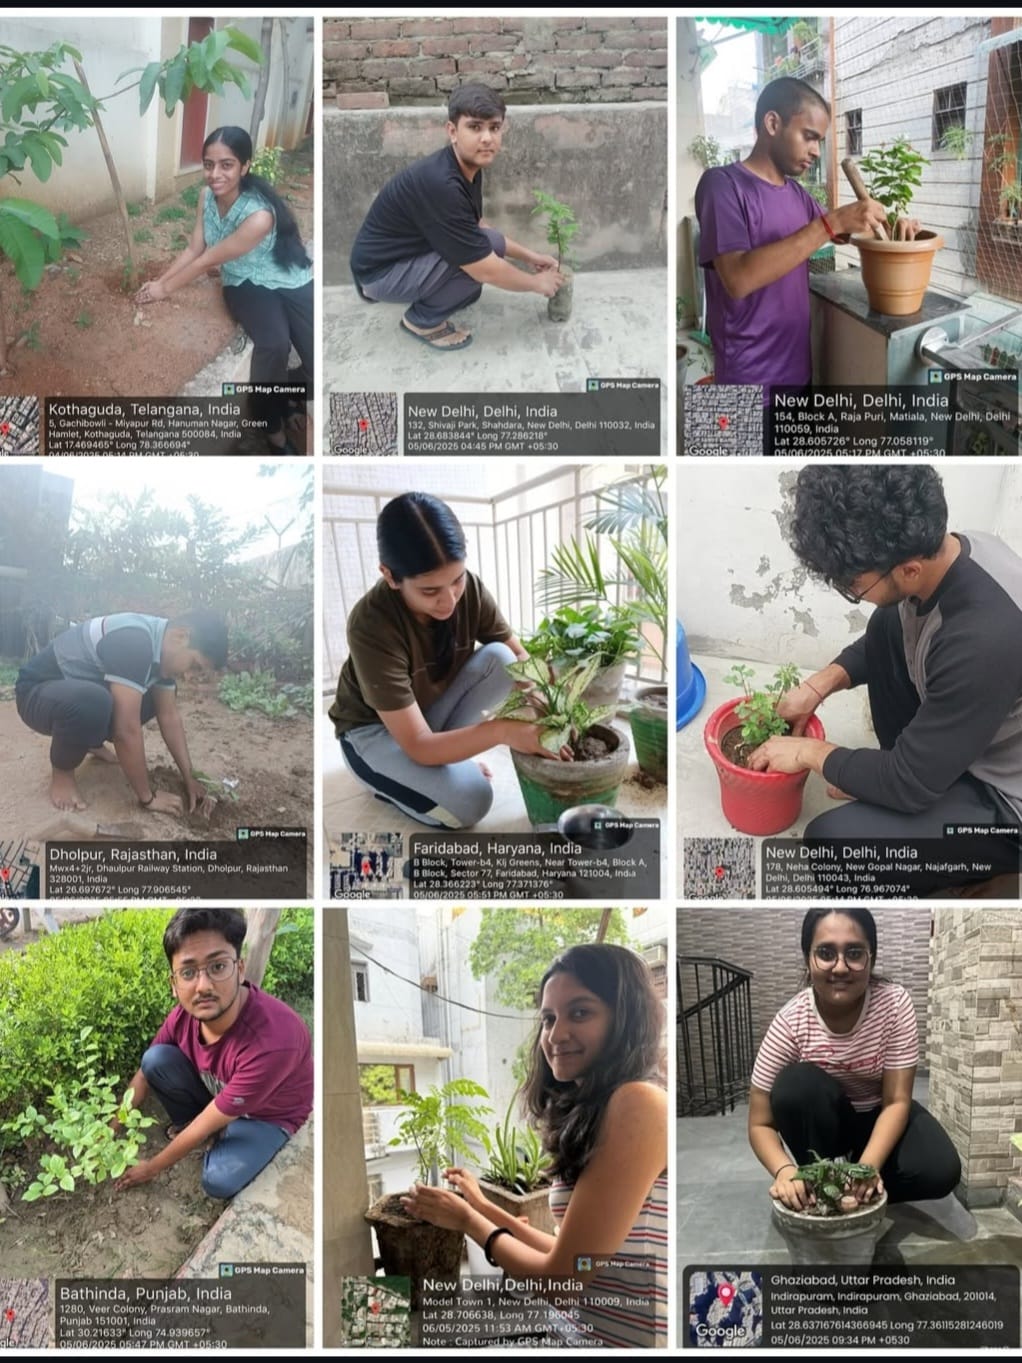 GPS Map Camera
Kothaguda, Telangana, India
5, Gachibowli - Miyapur Rd, Hanuman Nagar, Green
Hamlet, Kothaguda, Telangana 500084, India
Lat 17.469465° Long 78.366694°
04/06/2025 05:14 PM GMT +05:30
GPS Map Camera
New Delhi, Delhi, India
132, Shivaji Park, Shahdara, New Delhi, Delhi 110032, India
Lat 28.683844° Long 77.286218°
05/06/2025 04:45 PM GMT +05:30
Google
GPS Map Camera
New Delhi, Delhi, India
154, Block A, Raja Puri, Matiala, New Delhi, Delhi
110059, India
Lat 28.605726° Long 77.058119°
05/06/2025 05:17 PM GMT +05:30
Google
GPS Map Camera
Dholpur, Rajasthan, India
Mwx4+2jr, Dhaulpur Railway Station, Dholpur, Rajasthan
328001, India
Lat 26.697672° Long 77.906545°
GPS Map Camera
Faridabad, Haryana, India
B Block, Tower-b4, Klj Greens, Near Tower-b4, Block A,
B Block, Sector 77, Faridabad, Haryana 121004, India
Lat 28.366223° Long 77.371376°
05/06/2025 05:51 PM GMT +05:30
Google
GPS Map Camera
New Delhi, Delhi, India
178, Neha Colony, New Gopal Nagar, Najafgarh, New
Delhi, Delhi 110043, India
Lat 28.605494° Long 76.967074°
GPS Map Camera
Bathinda, Punjab, India
1280, Veer Colony, Prasram Nagar, Bathinda,
Punjab 151001, India
Lat 30.21633° Long 74.939657°
05/06/2025 05:47 PM GMT +05:30
GPS Map Camera
New Delhi,Delhi,India
Model Town 1, New Delhi, Delhi 110009, India
Lat 28.706638, Long 77.196045
06/05/2025 11:53 AM GMT+05:30
Note : Captured by GPS Map Camera
Ghaziabad, Uttar Pradesh, India
Indirapuram, Indirapuram, Ghaziabad, 201014,
Uttar Pradesh, India
Lat 28.637167614366945 Long 77.36115281246019
05/06/2025 09:34 PM +0530
Google